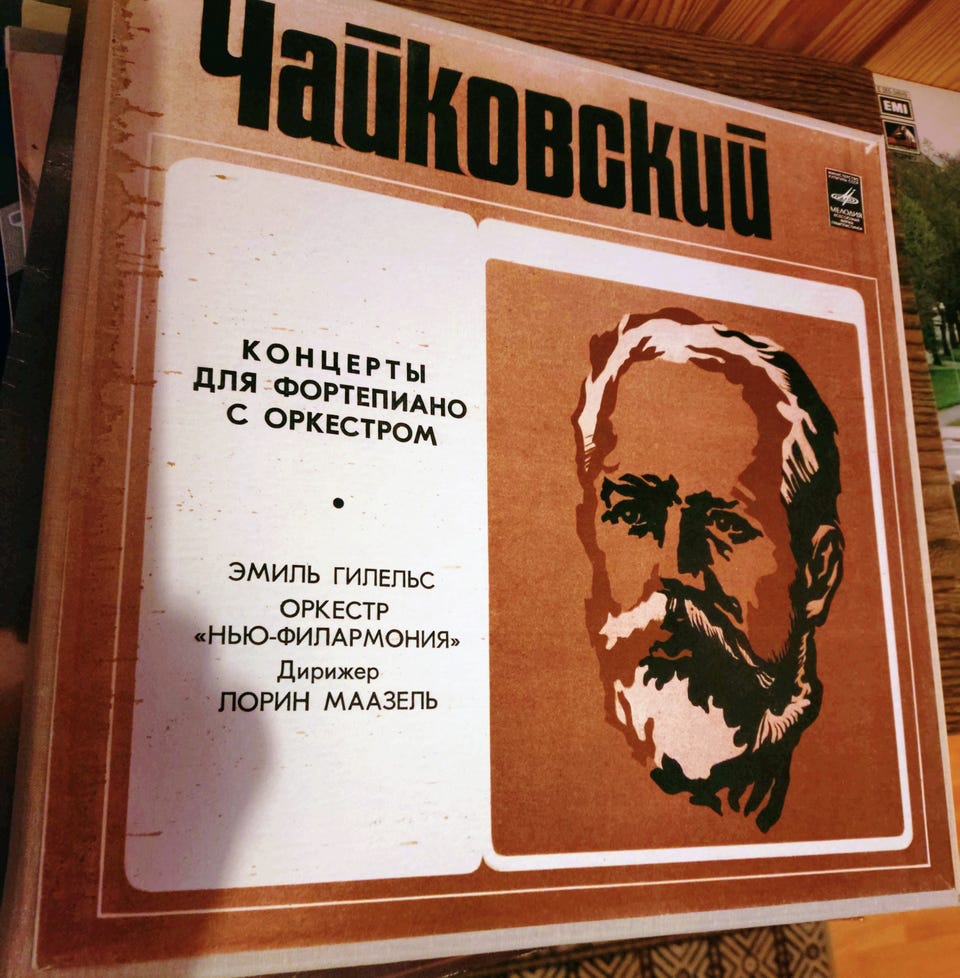 Чайковский
EMI
МЕЛОДИЯ
КОНЦЕРТЫ
ДЛЯ ФОРТЕПИАНО
С ОРКЕСТРОМ
•
ЭМИЛЬ ГИЛЕЛЬС
ОРКЕСТР
«НЬЮ-ФИЛАРМОНИЯ»
Дирижер
ЛОРИН МААЗЕЛЬ